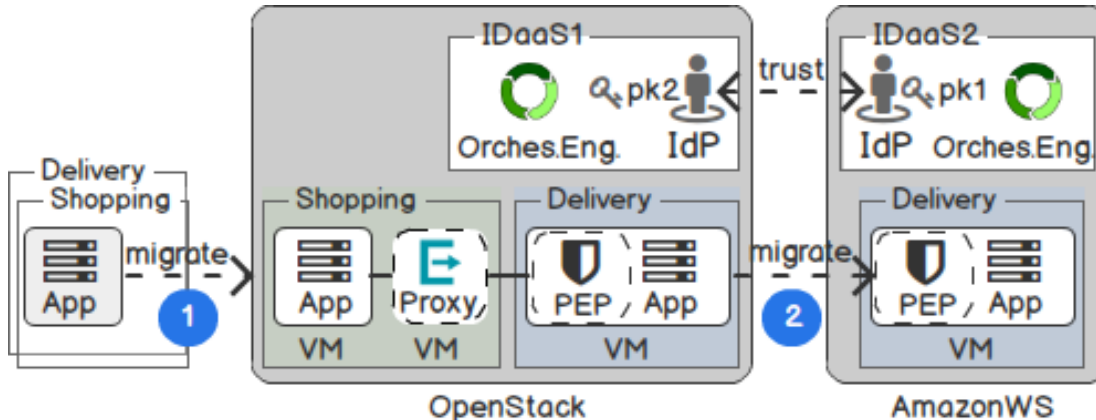 IDaaS1
IDaaS2
pk2
trust
pk1
Orches.Eng.
IdP
IdP
Orches.Eng.
Delivery
Shopping
Shopping
Delivery
Delivery
App
migrate
App
Proxy
PEP
App
migrate
PEP
App
1
2
VM
VM
VM
VM
OpenStack
AmazonWS